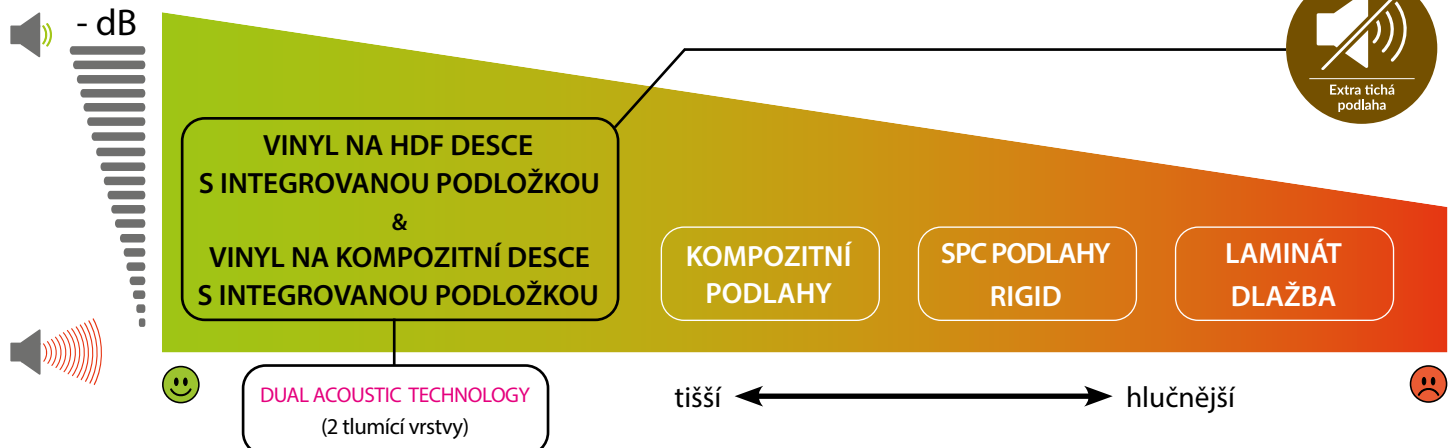 - dB
Extra tichá
podlaha
VINYL NA HDF DESCE
S INTEGROVANOU PODLOŽKOU
&
VINYL NA KOMPOZITNÍ DESCE
S INTEGROVANOU PODLOŽKOU
KOMPOZITNÍ
PODLAHY
SPC PODLAHY
RIGID
LAMINÁT
DLAŽBA
DUAL ACOUSTIC TECHNOLOGY
(2 tlumící vrstvy)
tišší
hlučnější